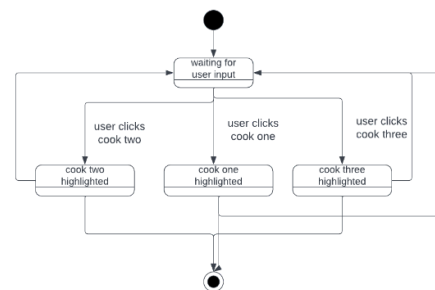 waiting for
user input
user clicks
cook two
user clicks
cook one
user clicks
cook three
cook two
highlighted
cook one
highlighted
cook three
highlighted